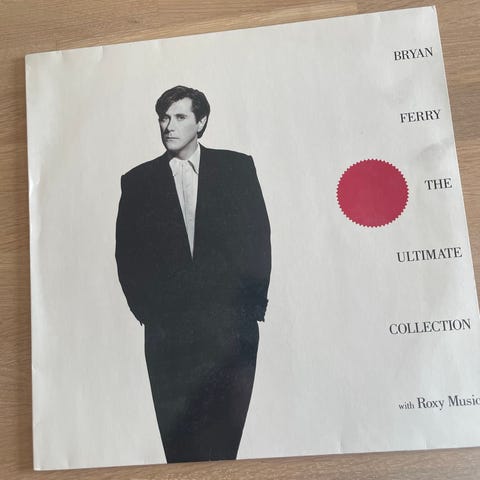 BRYAN
FERRY
THE
ULTIMATE
COLLECTION
with Roxy Music